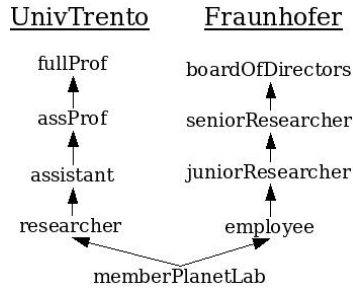 UnivTrento
Fraunhofer
fullProf
boardOfDirectors
assProf
seniorResearcher
assistant
juniorResearcher
researcher
employee
memberPlanetLab